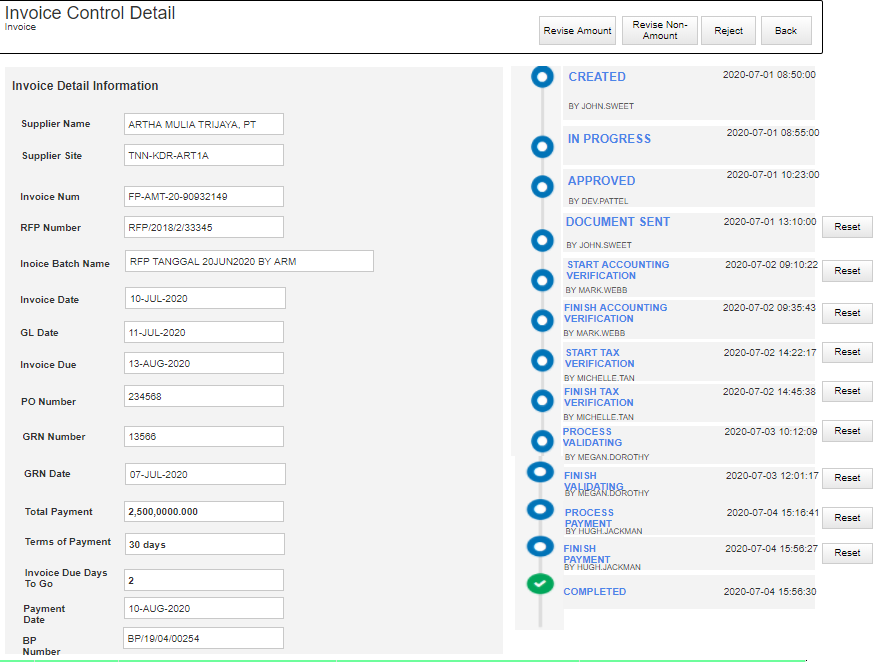 Invoice Control Detail
Invoice
Revise Amount
Revise Non-
Amount
Reject
Back
Invoice Detail Information
Supplier Name ARTHA MULIA TRIJAYA, PT
Supplier Site TNN-KDR-ART1A
Invoice Num FP-AMT-20-90932149
RFP Number RFP/2018/2/33345
Inoice Batch Name RFP TANGGAL 20JUN2020 BY ARM
Invoice Date 10-JUL-2020
GL Date 11-JUL-2020
Invoice Due 13-AUG-2020
PO Number 234568
GRN Number 13566
GRN Date 07-JUL-2020
Total Payment 2,500,0000.000
Terms of Payment 30 days
Invoice Due Days
To Go 2
Payment
Date 10-AUG-2020
BP
Number BP/19/04/00254
CREATED 2020-07-01 08:50:00
BY JOHN.SWEET
IN PROGRESS 2020-07-01 08:55:00
APPROVED 2020-07-01 10:23:00
BY DEV.PATTEL
DOCUMENT SENT 2020-07-01 13:10:00 Reset
BY JOHN.SWEET
START ACCOUNTING 2020-07-02 09:10:22 Reset
VERIFICATION
BY MARK.WEBB
FINISH ACCOUNTING 2020-07-02 09:35:43 Reset
VERIFICATION
BY MARK.WEBB
START TAX 2020-07-02 14:22:17 Reset
VERIFICATION
BY MICHELLE.TAN
FINISH TAX 2020-07-02 14:45:38 Reset
VERIFICATION
BY MICHELLE.TAN
PROCESS 2020-07-03 10:12:09 Reset
VALIDATING
BY MEGAN.DOROTHY
FINISH 2020-07-03 12:01:17 Reset
VALIDATING
BY MEGAN.DOROTHY
PROCESS 2020-07-04 15:16:41 Reset
PAYMENT
BY HUGH.JACKMAN
FINISH 2020-07-04 15:56:27 Reset
PAYMENT
BY HUGH.JACKMAN
COMPLETED 2020-07-04 15:56:30